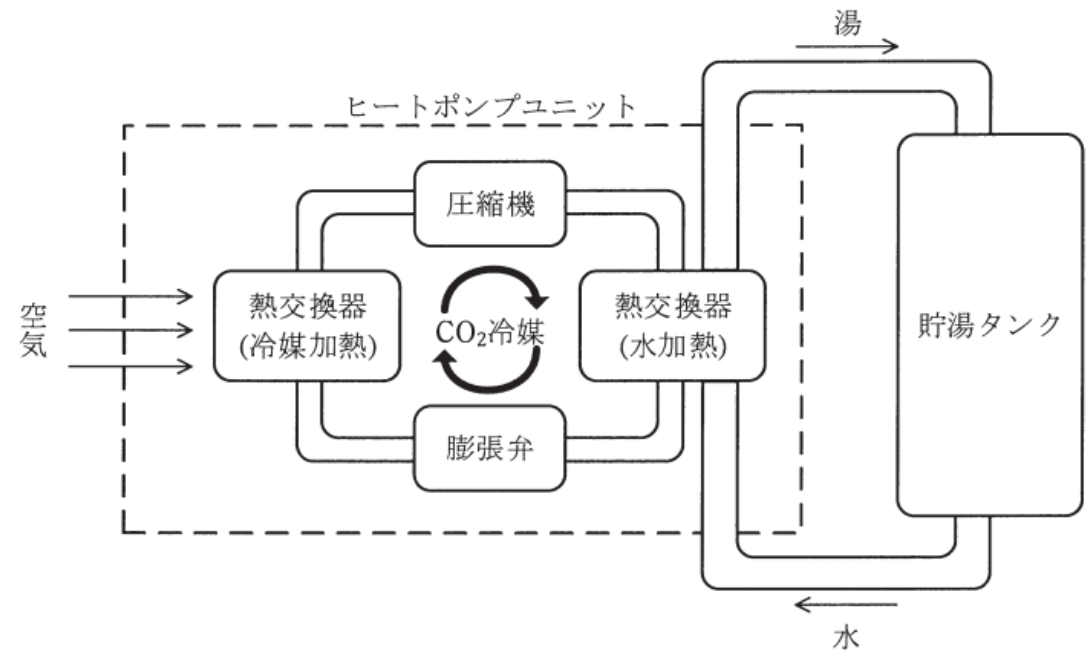 湯
ヒートポンプユニット
圧縮機
空気
熱交換器
(冷媒加熱)
CO₂冷媒
熱交換器
(水加熱)
貯湯タンク
膨張弁
水